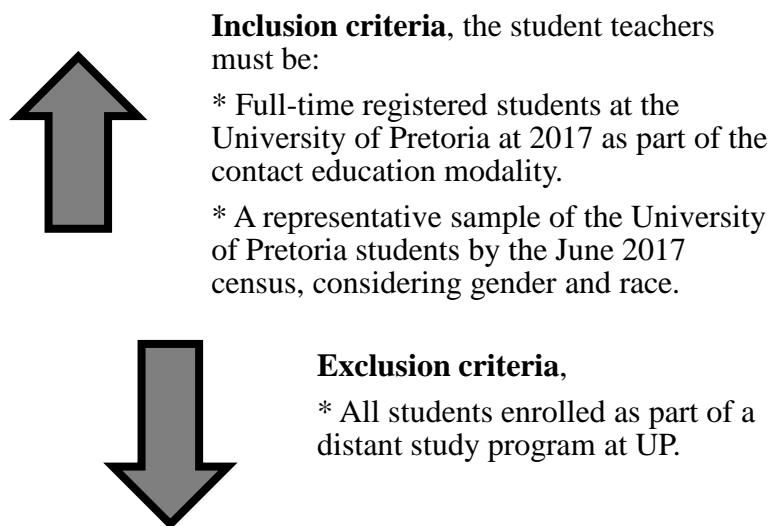 Inclusion criteria, the student teachers
must be:
* Full-time registered students at the
University of Pretoria at 2017 as part of the
contact education modality.
* A representative sample of the University
of Pretoria students by the June 2017
census, considering gender and race.
Exclusion criteria,
* All students enrolled as part of a
distant study program at UP.